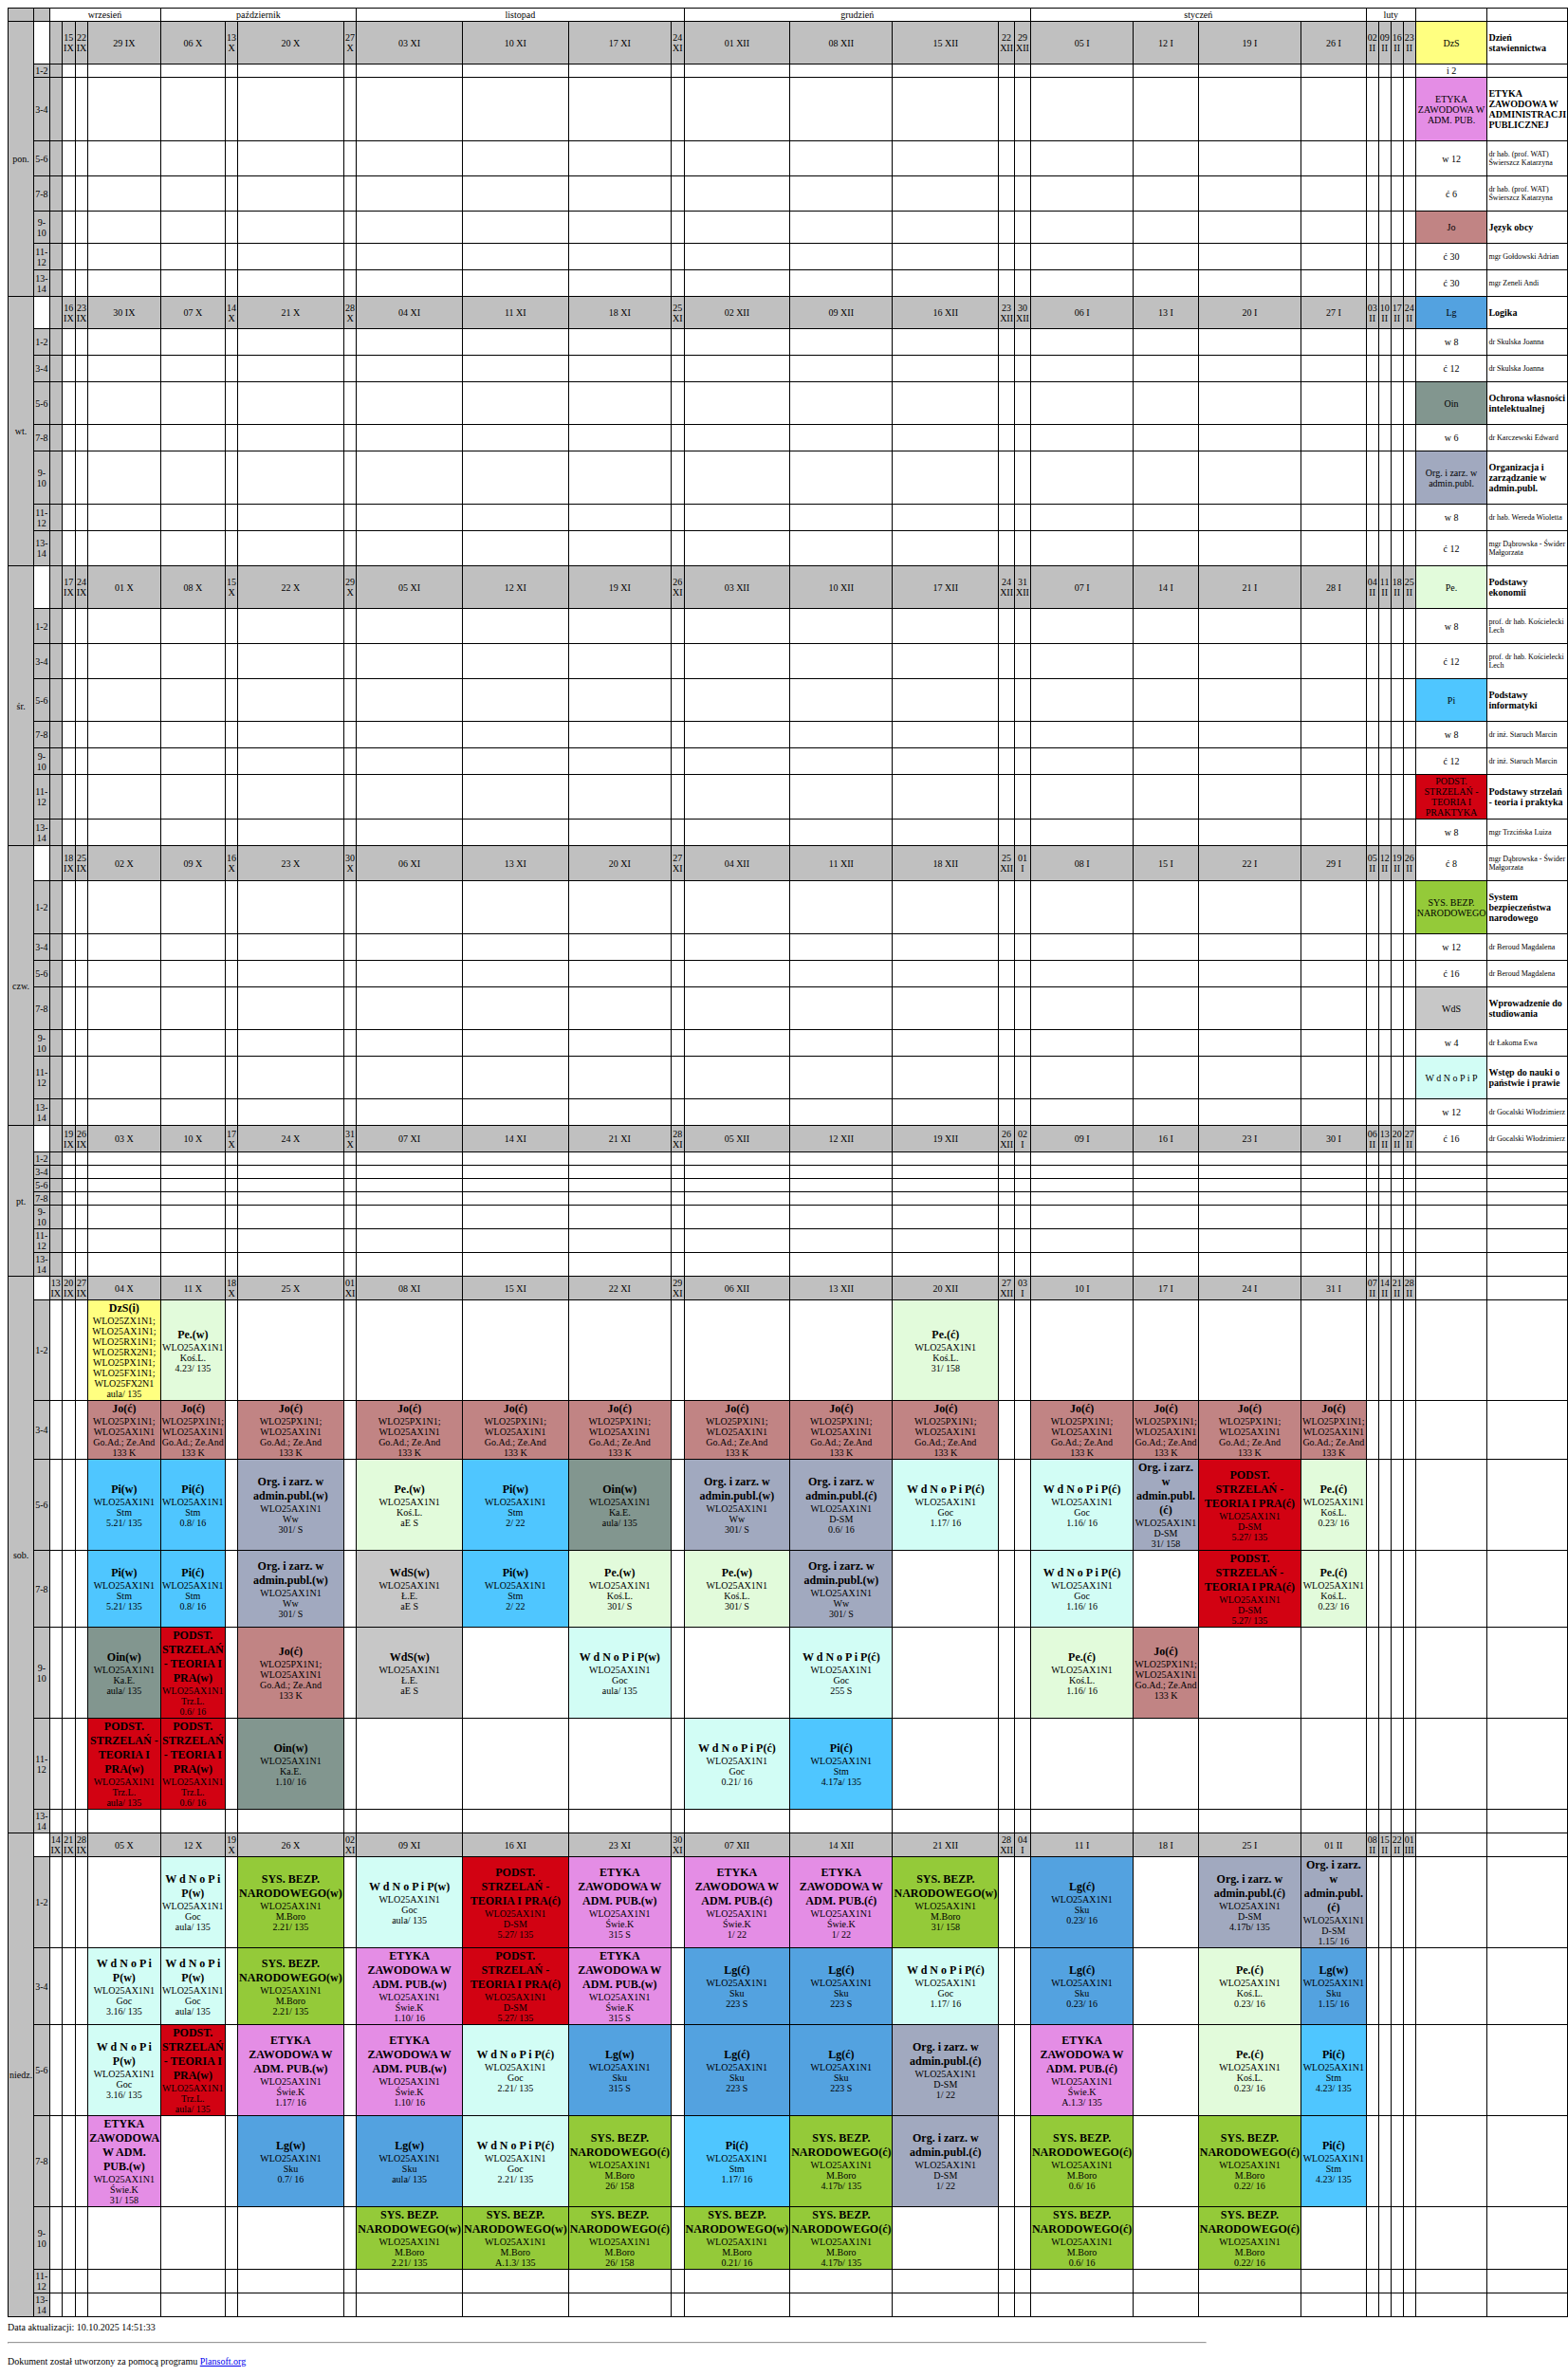 wrzesień październik listopad grudzień styczeń luty
pon. 15 IX 22 IX 29 IX 06 X 13 X 20 X 27 X 03 XI 10 XI 17 XI 24 XI 01 XII 08 XII 15 XII 22 XII 29 XII 05 I 12 I 19 I 26 I 02 II 09 II 16 II 23 II DzS Dzień stawiennictwa
1-2 i 2
3-4 ETYKA ZAWODOWA W ADM. PUB. ETYKA ZAWODOWA W ADMINISTRACJI PUBLICZNEJ
5-6 w 12 dr hab. (prof. WAT) Świerszcz Katarzyna
7-8 ć 6 dr hab. (prof. WAT) Świerszcz Katarzyna
9-10 Jo Język obcy
11-12 ć 30 mgr Gołdowski Adrian
13-14 ć 30 mgr Zeneli Andi
wt. 16 IX 23 IX 30 IX 07 X 14 X 21 X 28 X 04 XI 11 XI 18 XI 25 XI 02 XII 09 XII 16 XII 23 XII 30 XII 06 I 13 I 20 I 27 I 03 II 10 II 17 II 24 II Lg Logika
1-2 w 8 dr Skulska Joanna
3-4 ć 12 dr Skulska Joanna
5-6 Oin Ochrona własności intelektualnej
7-8 w 6 dr Karczewski Edward
9-10 Org. i zarz. w admin.publ. Organizacja i zarządzanie w admin.publ.
11-12 w 8 dr hab. Wereda Wioletta
13-14 ć 12 mgr Dąbrowska - Świder Małgorzata
śr. 17 IX 24 IX 01 X 08 X 15 X 22 X 29 X 05 XI 12 XI 19 XI 26 XI 03 XII 10 XII 17 XII 24 XII 31 XII 07 I 14 I 21 I 28 I 04 II 11 II 18 II 25 II Pe. Podstawy ekonomii
1-2 w 8 prof. dr hab. Kościelecki Lech
3-4 ć 12 prof. dr hab. Kościelecki Lech
5-6 Pi Podstawy informatyki
7-8 w 8 dr inż. Staruch Marcin
9-10 ć 12 dr inż. Staruch Marcin
11-12 PODST. STRZELAŃ - TEORIA I PRAKTYKA Podstawy strzelań - teoria i praktyka
13-14 w 8 mgr Trzcińska Luiza
czw. 18 IX 25 IX 02 X 09 X 16 X 23 X 30 X 06 XI 13 XI 20 XI 27 XI 04 XII 11 XII 18 XII 25 XII 01 I 08 I 15 I 22 I 29 I 05 II 12 II 19 II 26 II ć 8 mgr Dąbrowska - Świder Małgorzata
1-2 SYS. BEZP. NARODOWEGO System bezpieczeństwa narodowego
3-4 w 12 dr Beroud Magdalena
5-6 ć 16 dr Beroud Magdalena
7-8 WdS Wprowadzenie do studiowania
9-10 w 4 dr Łakoma Ewa
11-12 W d N o P i P Wstęp do nauki o państwie i prawie
13-14 w 12 dr Gocalski Włodzimierz
pt. 19 IX 26 IX 03 X 10 X 17 X 24 X 31 X 07 XI 14 XI 21 XI 28 XI 05 XII 12 XII 19 XII 26 XII 02 I 09 I 16 I 23 I 30 I 06 II 13 II 20 II 27 II ć 16 dr Gocalski Włodzimierz
1-2
3-4
5-6
7-8
9-10
11-12
13-14
sob. 13 IX 20 IX 27 IX 04 X 11 X 18 X 25 X 01 XI 08 XI 15 XI 22 XI 29 XI 06 XII 13 XII 20 XII 27 XII 03 I 10 I 17 I 24 I 31 I 07 II 14 II 21 II 28 II
1-2 DzS(i) WLO25ZX1N1; WLO25AX1N1; WLO25RX1N1; WLO25RX2N1; WLO25PX1N1; WLO25FX1N1; WLO25FX2N1 aula/ 135 Pe.(w) WLO25AX1N1 Koś.L. 4.23/ 135 Pe.(ć) WLO25AX1N1 Koś.L. 31/ 158
3-4 Jo(ć) WLO25PX1N1; WLO25AX1N1 Go.Ad.; Ze.And 133 K Jo(ć) WLO25PX1N1; WLO25AX1N1 Go.Ad.; Ze.And 133 K Jo(ć) WLO25PX1N1; WLO25AX1N1 Go.Ad.; Ze.And 133 K Jo(ć) WLO25PX1N1; WLO25AX1N1 Go.Ad.; Ze.And 133 K Jo(ć) WLO25PX1N1; WLO25AX1N1 Go.Ad.; Ze.And 133 K Jo(ć) WLO25PX1N1; WLO25AX1N1 Go.Ad.; Ze.And 133 K Jo(ć) WLO25PX1N1; WLO25AX1N1 Go.Ad.; Ze.And 133 K Jo(ć) WLO25PX1N1; WLO25AX1N1 Go.Ad.; Ze.And 133 K Jo(ć) WLO25PX1N1; WLO25AX1N1 Go.Ad.; Ze.And 133 K Jo(ć) WLO25PX1N1; WLO25AX1N1 Go.Ad.; Ze.And 133 K Jo(ć) WLO25PX1N1; WLO25AX1N1 Go.Ad.; Ze.And 133 K Jo(ć) WLO25PX1N1; WLO25AX1N1 Go.Ad.; Ze.And 133 K Jo(ć) WLO25PX1N1; WLO25AX1N1 Go.Ad.; Ze.And 133 K
5-6 Pi(w) WLO25AX1N1 Stm 5.21/ 135 Pi(ć) WLO25AX1N1 Stm 0.8/ 16 Org. i zarz. w admin.publ.(w) WLO25AX1N1 Ww 301/ S Pe.(w) WLO25AX1N1 Koś.L. aE S Pi(w) WLO25AX1N1 Stm 2/ 22 Oin(w) WLO25AX1N1 Ka.E. aula/ 135 Org. i zarz. w admin.publ.(w) WLO25AX1N1 Ww 301/ S Org. i zarz. w admin.publ.(ć) WLO25AX1N1 D-SM 0.6/ 16 W d N o P i P(ć) WLO25AX1N1 Goc 1.17/ 16 W d N o P i P(ć) WLO25AX1N1 Goc 1.16/ 16 Org. i zarz. w admin.publ.(ć) WLO25AX1N1 D-SM 31/ 158 PODST. STRZELAŃ - TEORIA I PRA(ć) WLO25AX1N1 D-SM 5.27/ 135 Pe.(ć) WLO25AX1N1 Koś.L. 0.23/ 16
7-8 Pi(w) WLO25AX1N1 Stm 5.21/ 135 Pi(ć) WLO25AX1N1 Stm 0.8/ 16 Org. i zarz. w admin.publ.(w) WLO25AX1N1 Ww 301/ S WdS(w) WLO25AX1N1 Ł.E. aE S Pi(w) WLO25AX1N1 Stm 2/ 22 Pe.(w) WLO25AX1N1 Koś.L. 301/ S Pe.(w) WLO25AX1N1 Koś.L. 301/ S Org. i zarz. w admin.publ.(w) WLO25AX1N1 Ww 301/ S W d N o P i P(ć) WLO25AX1N1 Goc 1.16/ 16 PODST. STRZELAŃ - TEORIA I PRA(ć) WLO25AX1N1 D-SM 5.27/ 135 Pe.(ć) WLO25AX1N1 Koś.L. 0.23/ 16
9-10 Oin(w) WLO25AX1N1 Ka.E. aula/ 135 PODST. STRZELAŃ - TEORIA I PRA(w) WLO25AX1N1 Trz.L. 0.6/ 16 Jo(ć) WLO25PX1N1; WLO25AX1N1 Go.Ad.; Ze.And 133 K WdS(w) WLO25AX1N1 Ł.E. aE S W d N o P i P(w) WLO25AX1N1 Goc aula/ 135 W d N o P i P(ć) WLO25AX1N1 Goc 255 S Pe.(ć) WLO25AX1N1 Koś.L. 1.16/ 16 Jo(ć) WLO25PX1N1; WLO25AX1N1 Go.Ad.; Ze.And 133 K
11-12 PODST. STRZELAŃ - TEORIA I PRA(w) WLO25AX1N1 Trz.L. aula/ 135 PODST. STRZELAŃ - TEORIA I PRA(w) WLO25AX1N1 Trz.L. 0.6/ 16 Oin(w) WLO25AX1N1 Ka.E. 1.10/ 16 W d N o P i P(ć) WLO25AX1N1 Goc 0.21/ 16 Pi(ć) WLO25AX1N1 Stm 4.17a/ 135
13-14
niedz. 14 IX 21 IX 28 IX 05 X 12 X 19 X 26 X 02 XI 09 XI 16 XI 23 XI 30 XI 07 XII 14 XII 21 XII 28 XII 04 I 11 I 18 I 25 I 01 II 08 II 15 II 22 II 01 III
1-2 W d N o P i P(w) WLO25AX1N1 Goc aula/ 135 SYS. BEZP. NARODOWEGO(w) WLO25AX1N1 M.Boro 2.21/ 135 W d N o P i P(w) WLO25AX1N1 Goc aula/ 135 PODST. STRZELAŃ - TEORIA I PRA(ć) WLO25AX1N1 D-SM 5.27/ 135 ETYKA ZAWODOWA W ADM. PUB.(w) WLO25AX1N1 Świe.K 315 S ETYKA ZAWODOWA W ADM. PUB.(ć) WLO25AX1N1 Świe.K 1/ 22 ETYKA ZAWODOWA W ADM. PUB.(ć) WLO25AX1N1 Świe.K 1/ 22 SYS. BEZP. NARODOWEGO(w) WLO25AX1N1 M.Boro 31/ 158 Lg(ć) WLO25AX1N1 Sku 0.23/ 16 Org. i zarz. w admin.publ.(ć) WLO25AX1N1 D-SM 4.17b/ 135 Org. i zarz. w admin.publ.(ć) WLO25AX1N1 D-SM 1.15/ 16
3-4 W d N o P i P(w) WLO25AX1N1 Goc 3.16/ 135 W d N o P i P(w) WLO25AX1N1 Goc aula/ 135 SYS. BEZP. NARODOWEGO(w) WLO25AX1N1 M.Boro 2.21/ 135 ETYKA ZAWODOWA W ADM. PUB.(w) WLO25AX1N1 Świe.K 1.10/ 16 PODST. STRZELAŃ - TEORIA I PRA(ć) WLO25AX1N1 D-SM 5.27/ 135 ETYKA ZAWODOWA W ADM. PUB.(w) WLO25AX1N1 Świe.K 315 S Lg(ć) WLO25AX1N1 Sku 223 S Lg(ć) WLO25AX1N1 Sku 223 S W d N o P i P(ć) WLO25AX1N1 Goc 1.17/ 16 Lg(ć) WLO25AX1N1 Sku 0.23/ 16 Pe.(ć) WLO25AX1N1 Koś.L. 0.23/ 16 Lg(w) WLO25AX1N1 Sku 1.15/ 16
5-6 W d N o P i P(w) WLO25AX1N1 Goc 3.16/ 135 PODST. STRZELAŃ - TEORIA I PRA(w) WLO25AX1N1 Trz.L. aula/ 135 ETYKA ZAWODOWA W ADM. PUB.(w) WLO25AX1N1 Świe.K 1.17/ 16 ETYKA ZAWODOWA W ADM. PUB.(w) WLO25AX1N1 Świe.K 1.10/ 16 W d N o P i P(ć) WLO25AX1N1 Goc 2.21/ 135 Lg(w) WLO25AX1N1 Sku 315 S Lg(ć) WLO25AX1N1 Sku 223 S Lg(ć) WLO25AX1N1 Sku 223 S Org. i zarz. w admin.publ.(ć) WLO25AX1N1 D-SM 1/ 22 ETYKA ZAWODOWA W ADM. PUB.(ć) WLO25AX1N1 Świe.K A.1.3/ 135 Pe.(ć) WLO25AX1N1 Koś.L. 0.23/ 16 Pi(ć) WLO25AX1N1 Stm 4.23/ 135
7-8 ETYKA ZAWODOWA W ADM. PUB.(w) WLO25AX1N1 Świe.K 31/ 158 Lg(w) WLO25AX1N1 Sku 0.7/ 16 Lg(w) WLO25AX1N1 Sku aula/ 135 W d N o P i P(ć) WLO25AX1N1 Goc 2.21/ 135 SYS. BEZP. NARODOWEGO(ć) WLO25AX1N1 M.Boro 26/ 158 Pi(ć) WLO25AX1N1 Stm 1.17/ 16 SYS. BEZP. NARODOWEGO(ć) WLO25AX1N1 M.Boro 4.17b/ 135 Org. i zarz. w admin.publ.(ć) WLO25AX1N1 D-SM 1/ 22 SYS. BEZP. NARODOWEGO(ć) WLO25AX1N1 M.Boro 0.6/ 16 SYS. BEZP. NARODOWEGO(ć) WLO25AX1N1 M.Boro 0.22/ 16 Pi(ć) WLO25AX1N1 Stm 4.23/ 135
9-10 SYS. BEZP. NARODOWEGO(w) WLO25AX1N1 M.Boro 2.21/ 135 SYS. BEZP. NARODOWEGO(w) WLO25AX1N1 M.Boro A.1.3/ 135 SYS. BEZP. NARODOWEGO(ć) WLO25AX1N1 M.Boro 26/ 158 SYS. BEZP. NARODOWEGO(w) WLO25AX1N1 M.Boro 0.21/ 16 SYS. BEZP. NARODOWEGO(ć) WLO25AX1N1 M.Boro 4.17b/ 135 SYS. BEZP. NARODOWEGO(ć) WLO25AX1N1 M.Boro 0.6/ 16 SYS. BEZP. NARODOWEGO(ć) WLO25AX1N1 M.Boro 0.22/ 16
11-12
13-14
Data aktualizacji: 10.10.2025 14:51:33
Dokument został utworzony za pomocą programu Plansoft.org